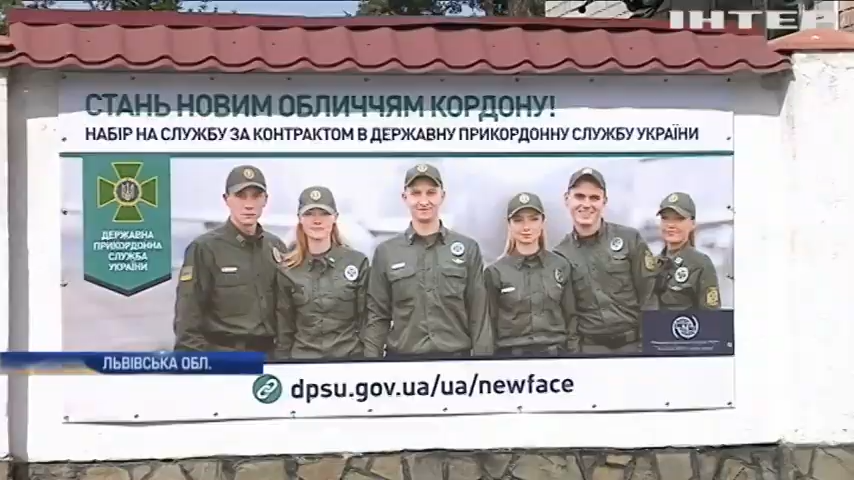 ІНТЕР
СТАНЬ НОВИМ ОБЛИЧЧЯМ КОРДОНУ!
НАБІР НА СЛУЖБУ ЗА КОНТРАКТОМ В ДЕРЖАВНУ ПРИКОРДОННУ СЛУЖБУ УКРАЇНИ
ДЕРЖАВНА
ПРИКОРДОННА
СЛУЖБА
УКРАЇНИ
ЛЬВІВСЬКА ОБЛ.
dpsu.gov.ua/ua/newface